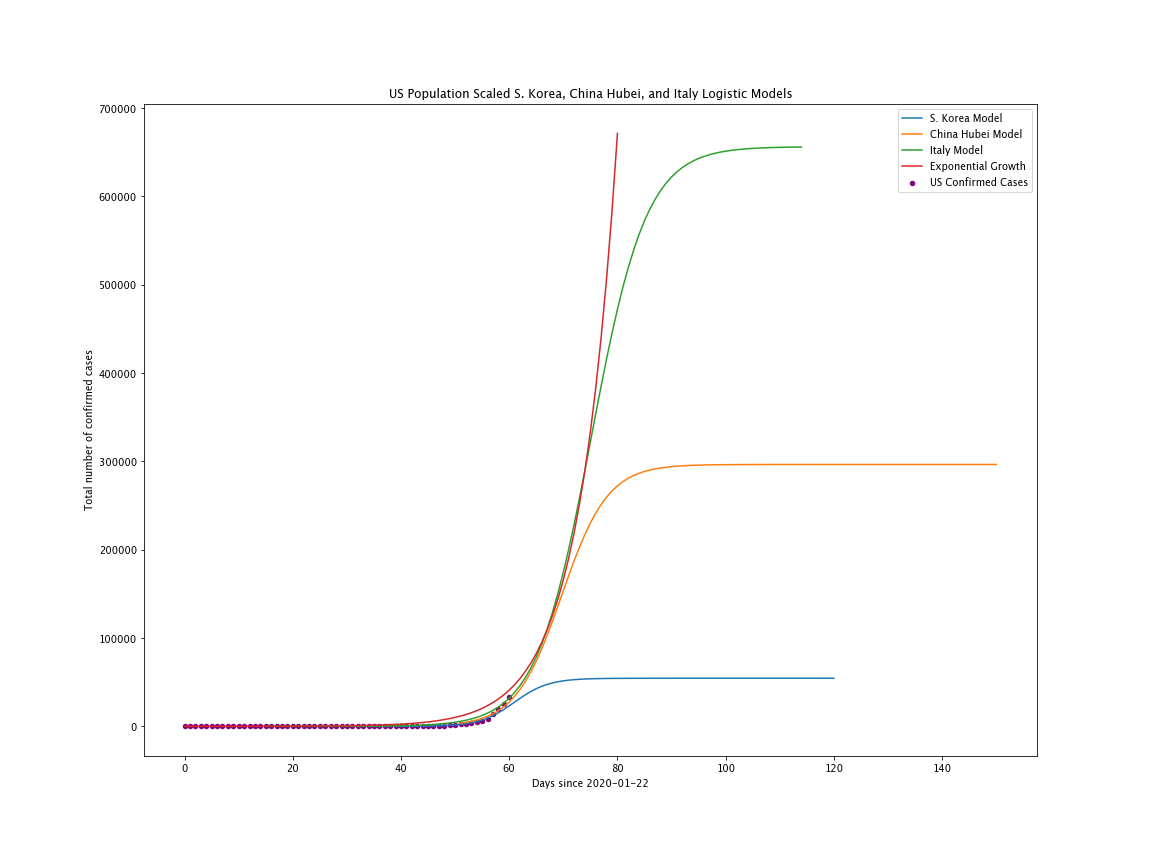 US Population Scaled S. Korea, China Hubei, and Italy Logistic Models
S. Korea Model
China Hubei Model
Italy Model
Exponential Growth
US Confirmed Cases
Total number of confirmed cases
700000
600000
500000
400000
300000
200000
100000
0
0 20 40 60 80 100 120 140
Days since 2020-01-22